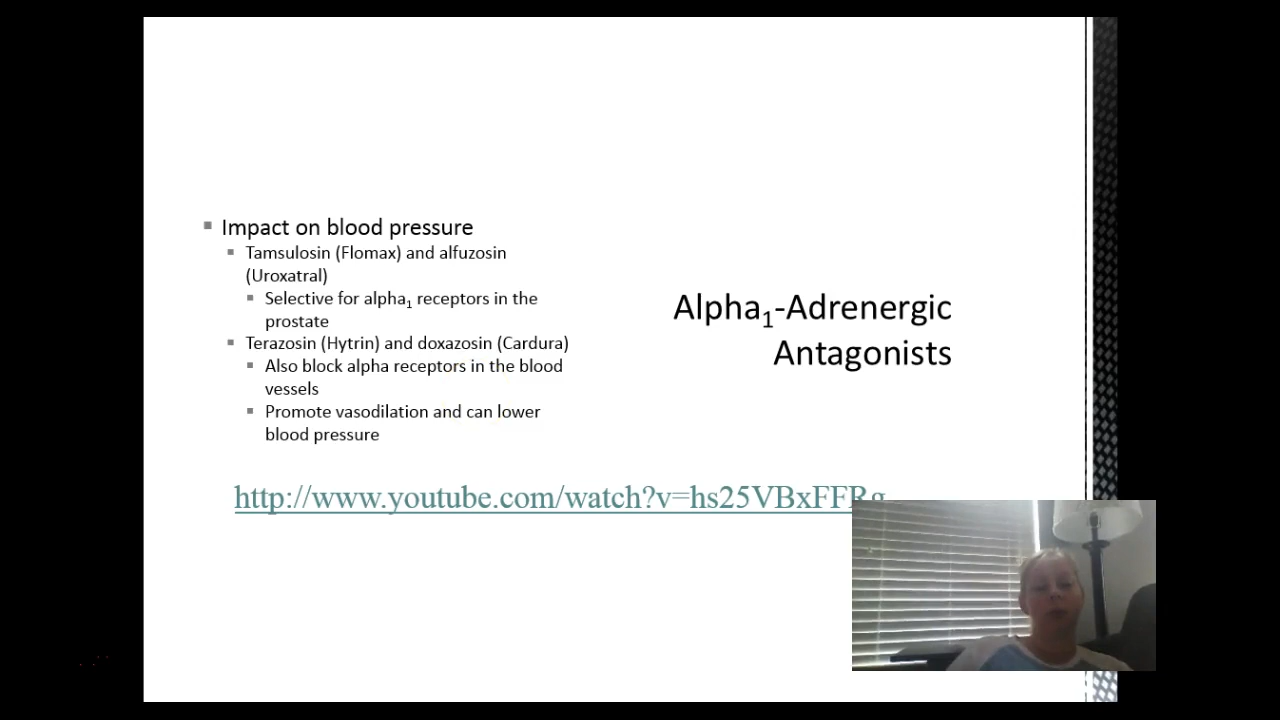 Impact on blood pressure
Tamsulosin (Flomax) and alfuzosin
(Uroxatral)
Selective for alpha₁ receptors in the
prostate
Terazosin (Hytrin) and doxazosin (Cardura)
Also block alpha receptors in the blood
vessels
Promote vasodilation and can lower
blood pressure
Alpha₁-Adrenergic
Antagonists
http://www.youtube.com/watch?v=hs25VBxFFRg